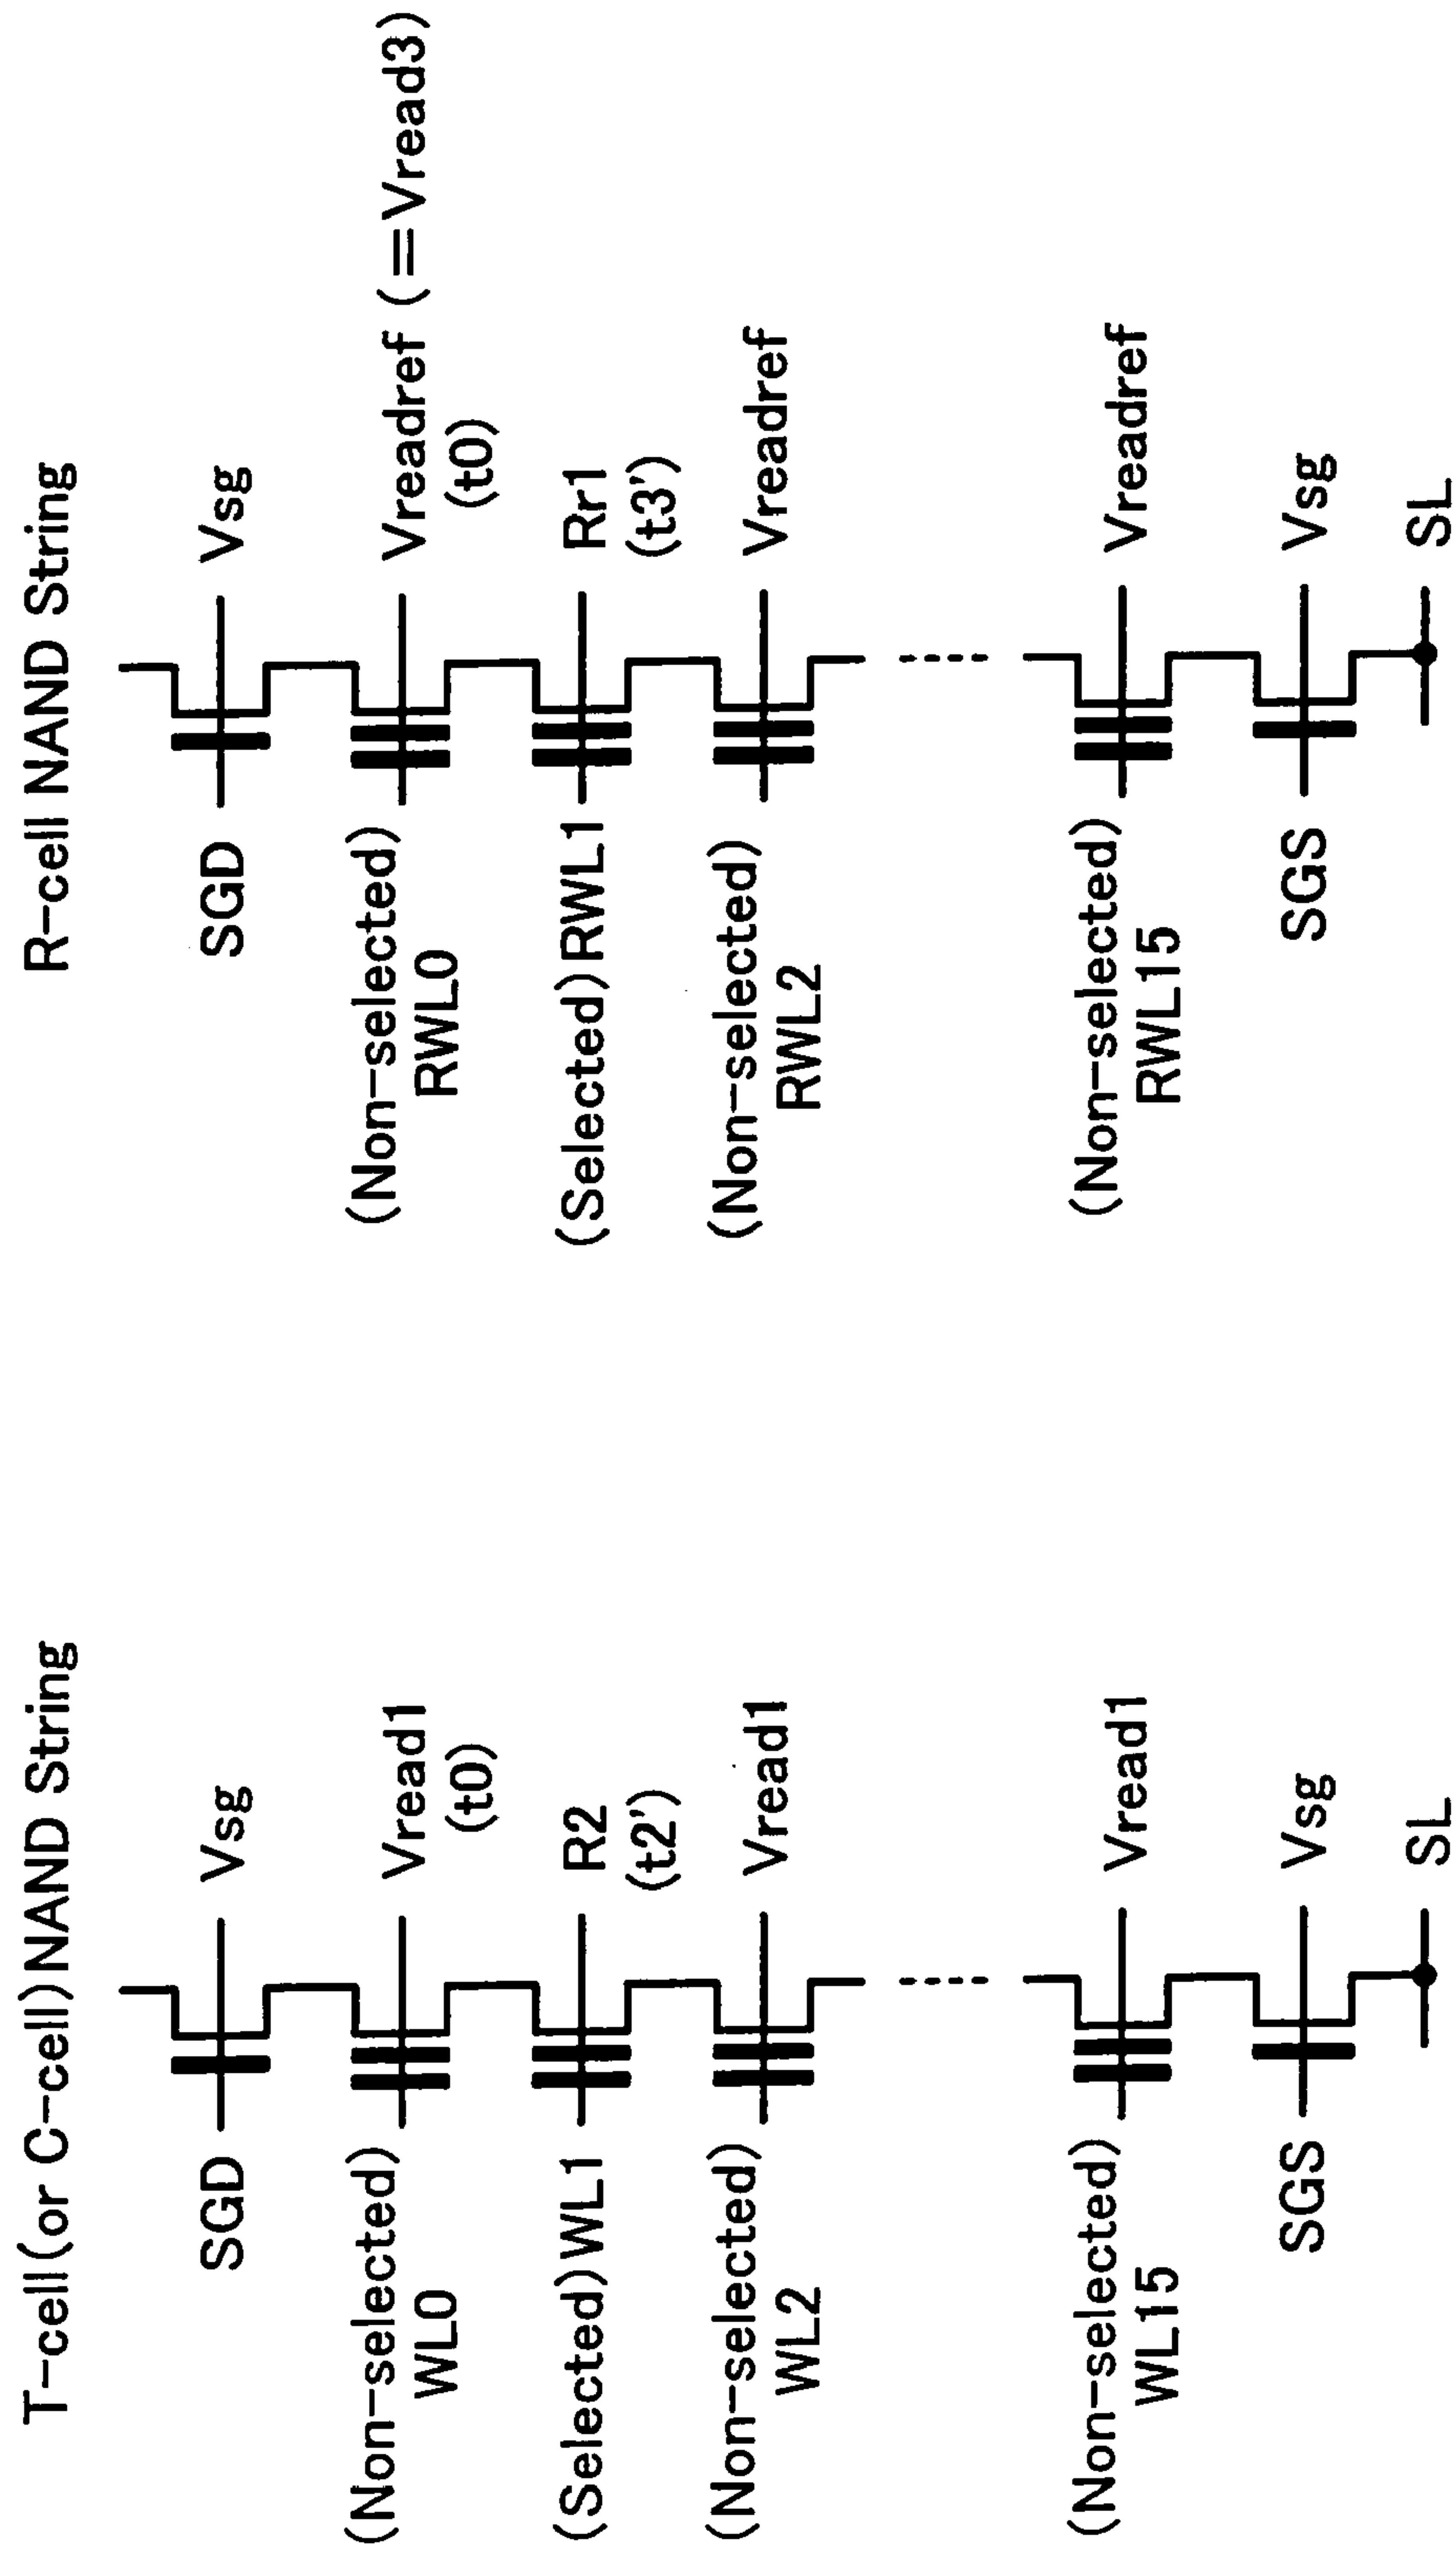 T-cell(or C-cell)NAND String
SGD
Vsg
(Non-selected)
WL0
Vread1
(t0)
(Selected)WL1
R2
(t2')
(Non-selected)
WL2
Vread1
(Non-selected)
WL15
Vread1
SGS
Vsg
SL
R-cell NAND String
SGD
Vsg
(Non-selected)
RWL0
Vreadref (=Vread3)
(t0)
(Selected)RWL1
Rr1
(t3')
(Non-selected)
RWL2
Vreadref
(Non-selected)
RWL15
Vreadref
SGS
Vsg
SL